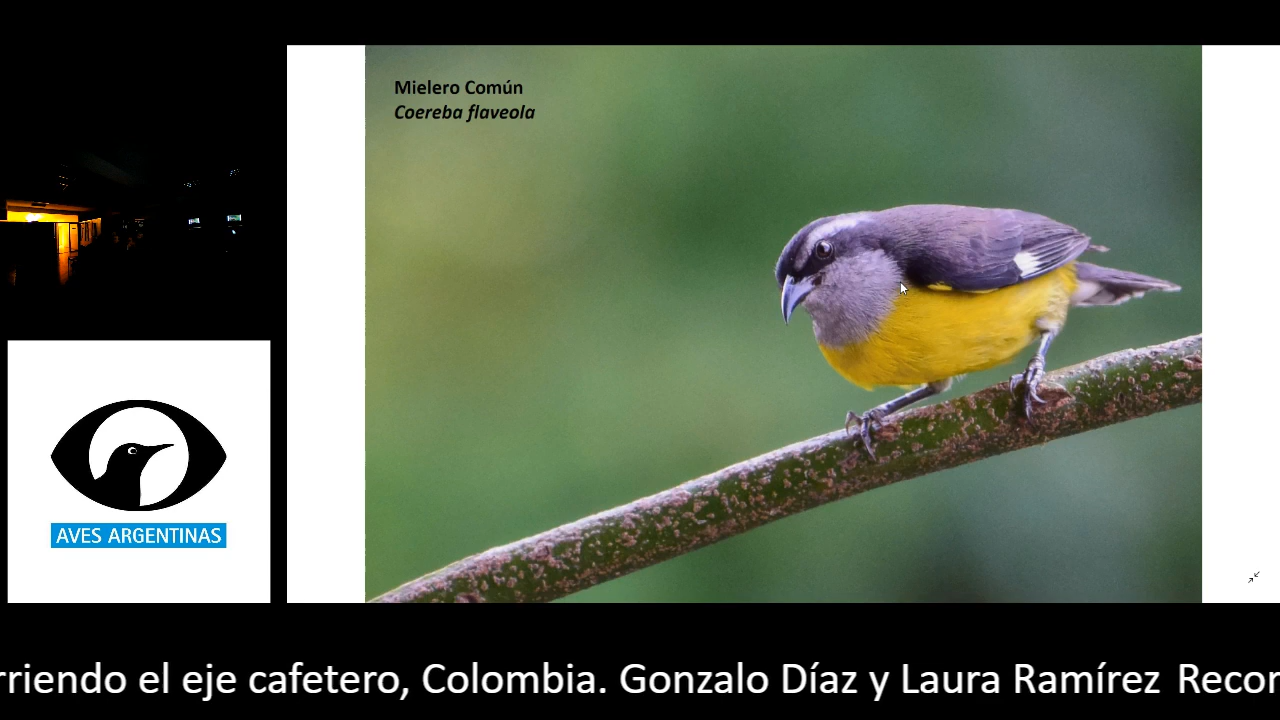 Mielero Común
Coereba flaveola
AVES ARGENTINAS
rriendo el eje cafetero, Colombia. Gonzalo Díaz y Laura Ramírez Recor